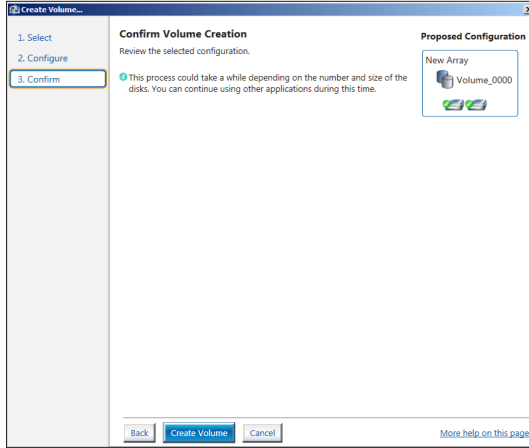 Create Volume...
1. Select
2. Configure
3. Confirm
Confirm Volume Creation
Review the selected configuration.
This process could take a while depending on the number and size of the
disks. You can continue using other applications during this time.
Proposed Configuration
New Array
Volume_0000
Back
Create Volume
Cancel
More help on this page